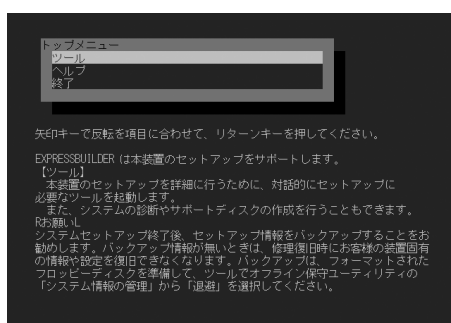 トップメニュー
ツール
ヘルプ
終了
矢印キーで反転を項目に合わせて、リターンキーを押してください。
EXPRESSBUILDER は本装置のセットアップをサポートします。
【ツール】
本装置のセットアップを詳細に行うために、対話的にセットアップに
必要なツールを起動します。
また、システムの診断やサポートディスクの作成を行うこともできます。
Rお願いL
システムセットアップ終了後、セットアップ情報をバックアップすることをお
勧めします。バックアップ情報が無いときは、修理復旧時にお客様の装置固有
の情報や設定を復旧できなくなります。バックアップは、フォーマットされた
フロッピーディスクを準備して、ツールでオフライン保守ユーティリティの
「システム情報の管理」から「退避」を選択してください。